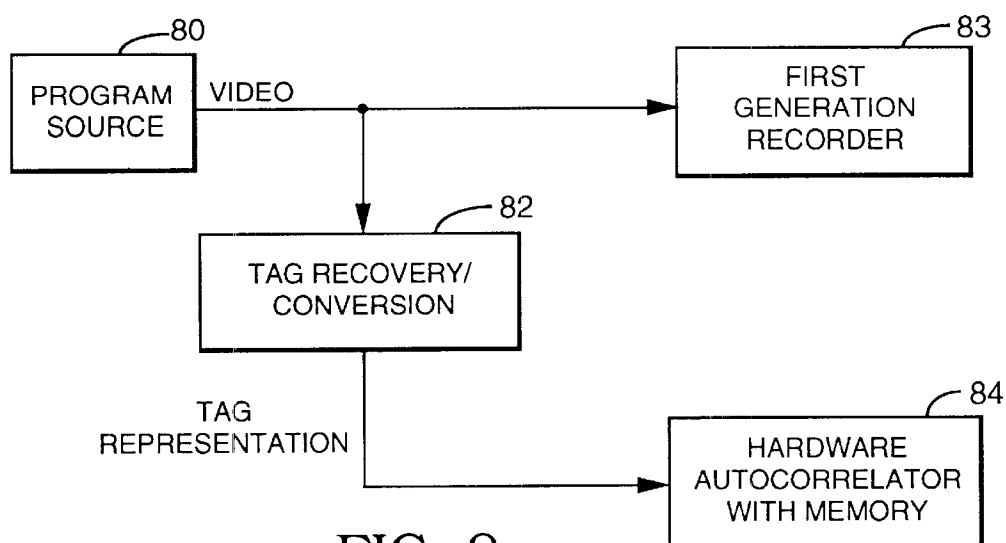 80
PROGRAM
SOURCE
VIDEO
83
FIRST
GENERATION
RECORDER
82
TAG RECOVERY/
CONVERSION
TAG
REPRESENTATION
84
HARDWARE
AUTOCORRELATOR
WITH MEMORY
FIG.